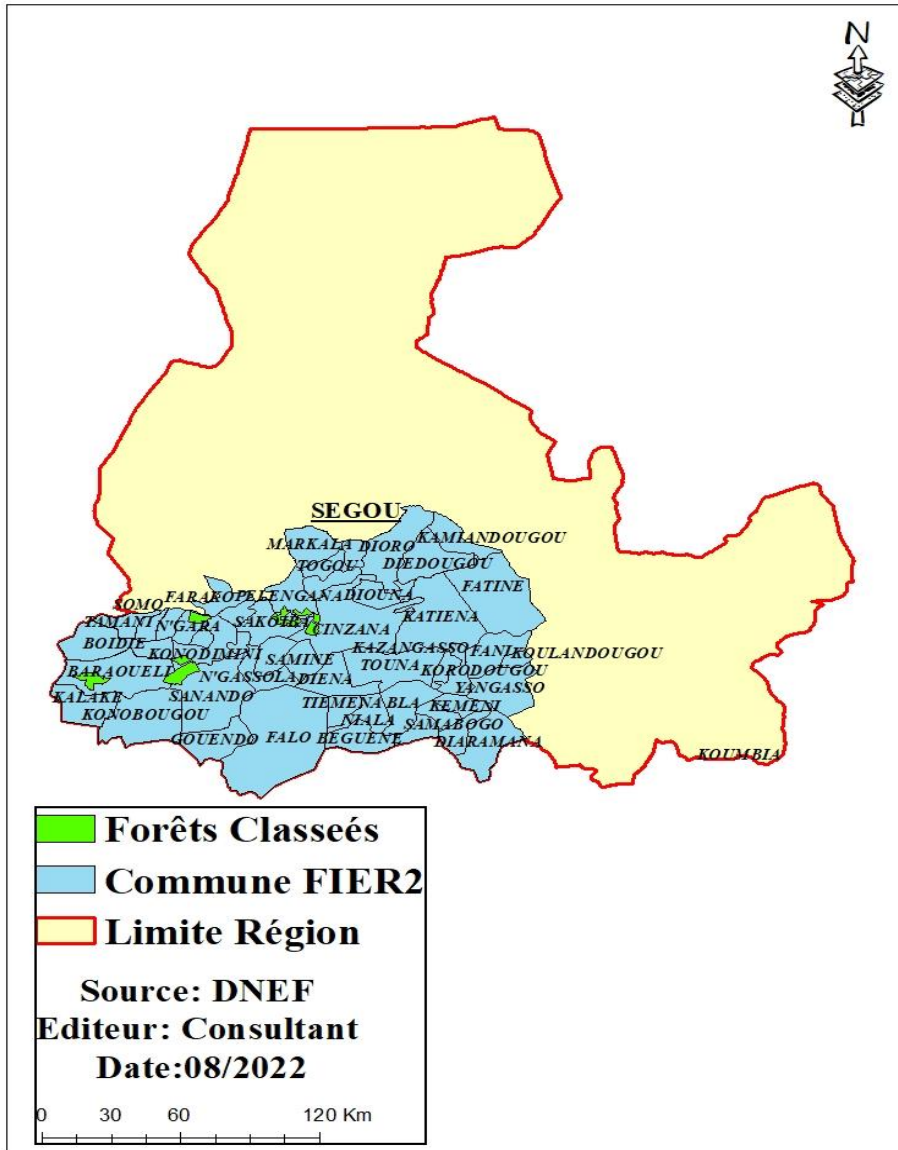 N
SEGOU
KAMIANDOUGOU
MARKALA DIORO
TOGOU DIEDOUGOU
FATINE
FARAKO PELENGANA DIOUNA
SOMO
TAMANI N'GARA SAKOIBA CINZANA KATIENA
BOIDIE
KONODIMINI SAMINE KAZANGASSO FANI KOULANDOUGOU
BARAOUELI N'GASSOLA DIENA TOUNA KORODOUGOU
YANGASSO
KALAKE SANANDO TIEMENA BLA KEMENI
KONOBOUGOU NIALA SAMABOGO
GOUENDO FALO BEGUENE DIARAMANA
KOUMBIA
Forêts Classeés
Commune FIER2
Limite Région
Source: DNEF
Editeur: Consultant
Date:08/2022
0 30 60 120 Km